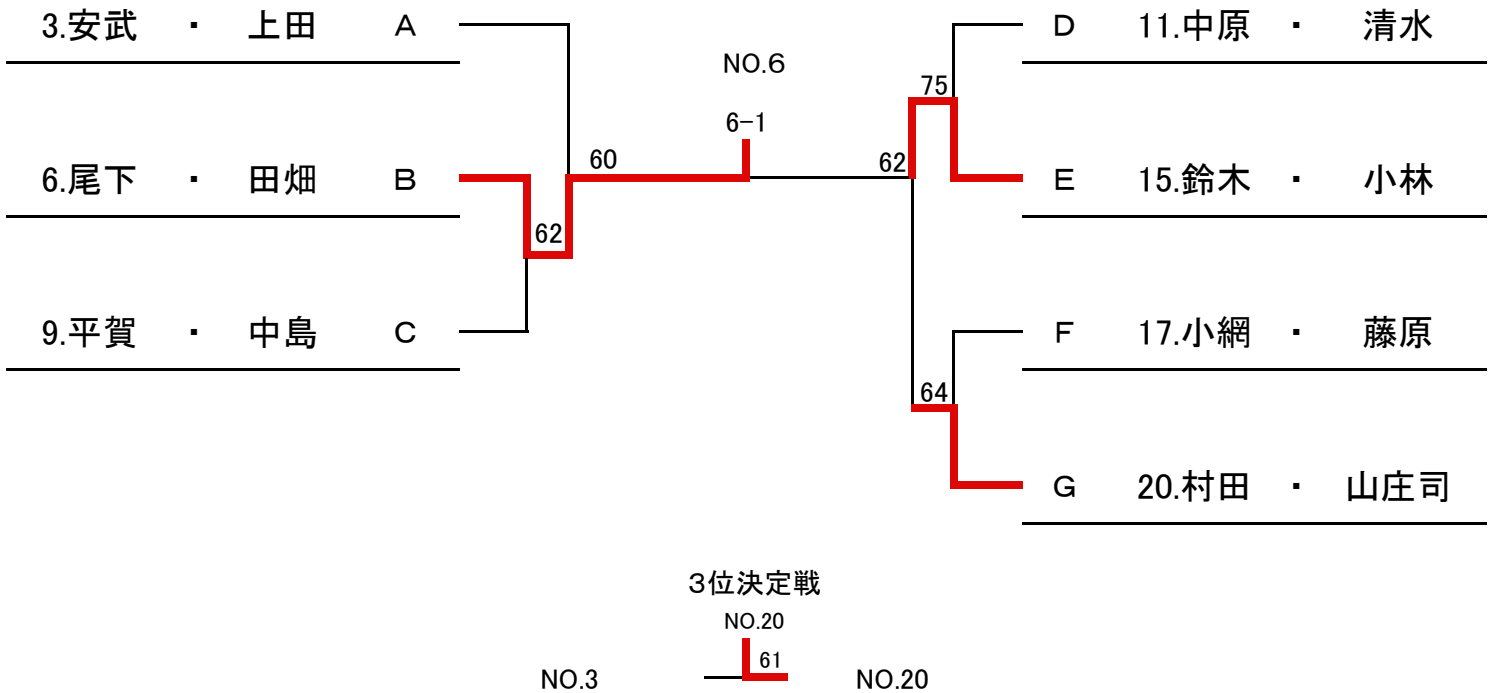 3.安武 ・ 上田 A
D 11.中原 ・ 清水
NO.6
75
6-1
60
62
6.尾下 ・ 田畑 B
E 15.鈴木 ・ 小林
62
9.平賀 ・ 中島 C
F 17.小網 ・ 藤原
64
G 20.村田 ・ 山庄司
3位決定戦
NO.20
61
NO.3
NO.20